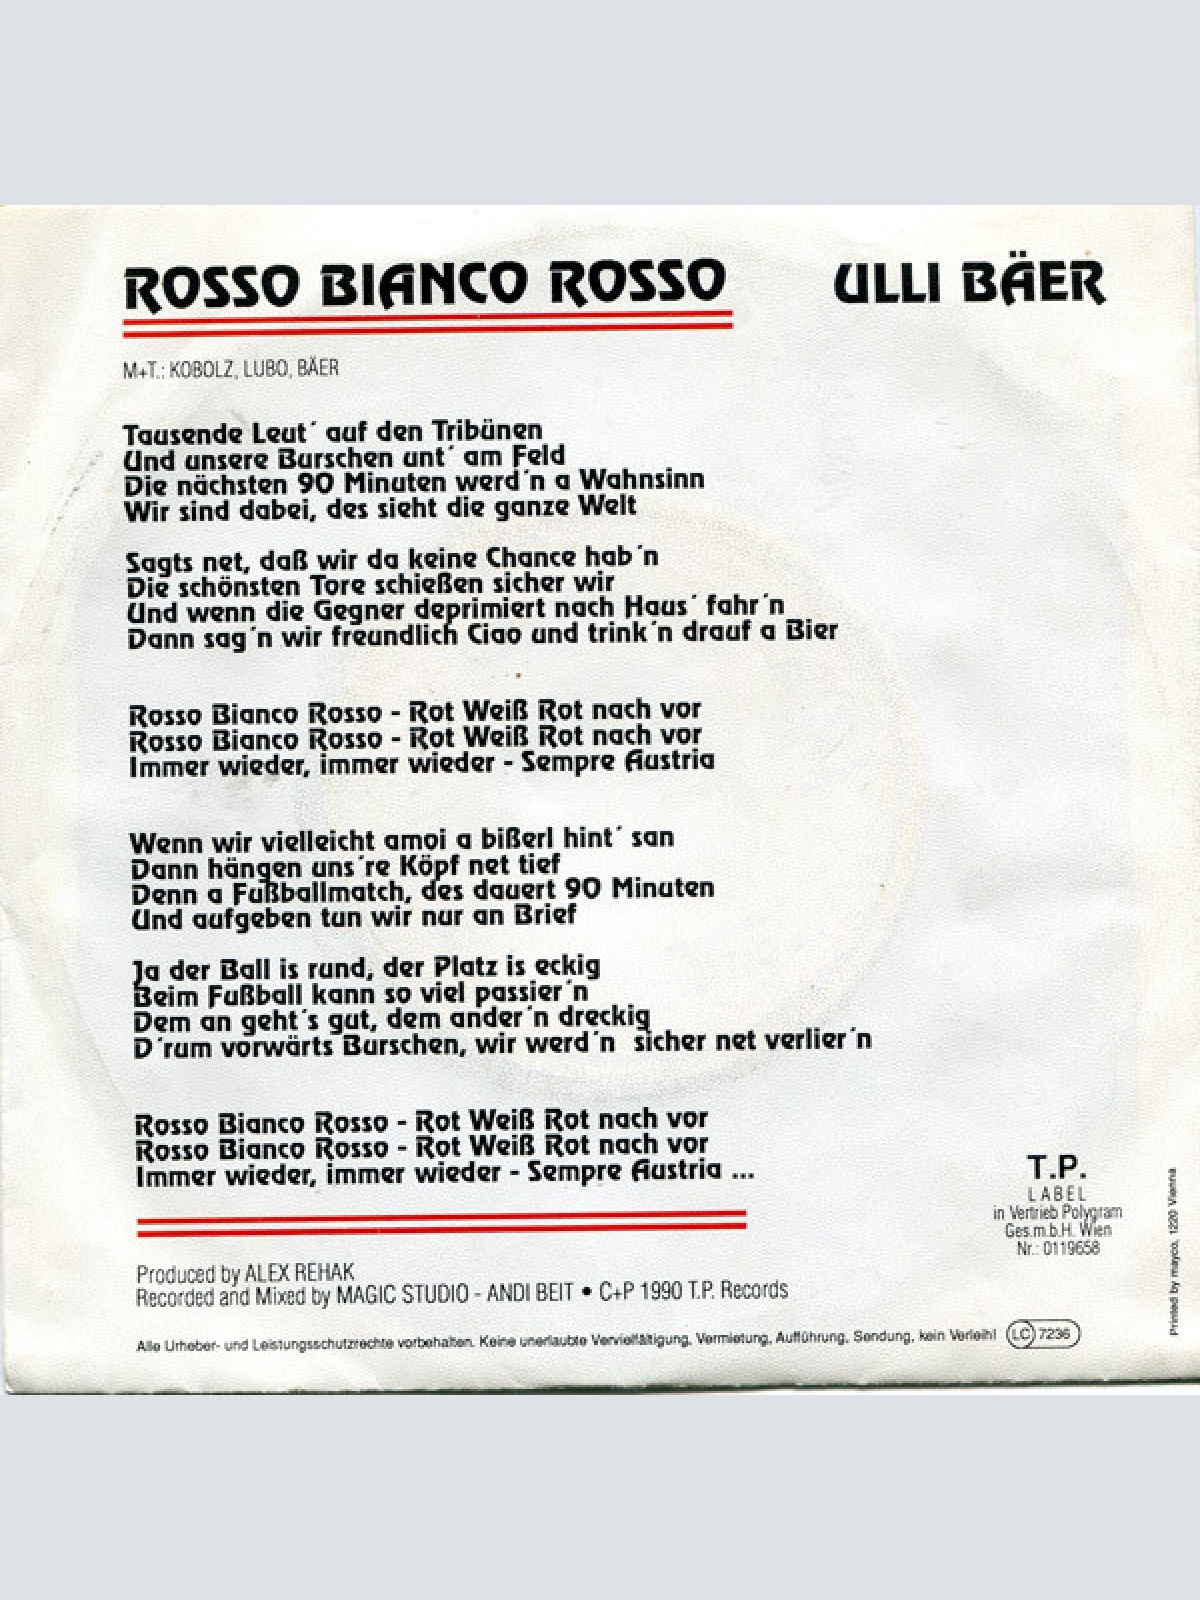 ROSSO BIANCO ROSSO ULLI BÄER
M+T.: KOBOLZ, LUBO, BÄER
Tausende Leut´ auf den Tribünen
Und unsere Burschen unt´ am Feld
Die nächsten 90 Minuten werd´n a Wahnsinn
Wir sind dabei, des sieht die ganze Welt
Sagts net, daß wir da keine Chance hab´n
Die schönsten Tore schießen sicher wir
Und wenn die Gegner deprimiert nach Haus´ fahr´n
Dann sag´n wir freundlich Ciao und trink´n drauf a Bier
Rosso Bianco Rosso - Rot Weiß Rot nach vor
Rosso Bianco Rosso - Rot Weiß Rot nach vor
Immer wieder, immer wieder - Sempre Austria
Wenn wir vielleicht amoi a bißerl hint´ san
Dann hängen uns´re Köpf net tief
Denn a Fußballmatch, des dauert 90 Minuten
Und aufgeben tun wir nur an Brief
Ja der Ball is rund, der Platz is eckig
Beim Fußball kann so viel passier´n
Dem an geht´s gut, dem ander´n dreckig
D´rum vorwärts Burschen, wir werd´n sicher net verlier´n
Rosso Bianco Rosso - Rot Weiß Rot nach vor
Rosso Bianco Rosso - Rot Weiß Rot nach vor
Immer wieder, immer wieder - Sempre Austria ...
T.P.
LABEL
in Vertrieb Polygram
Ges.m.b.H. Wien
Nr.: 0119658
Printed by mayco, 1220 Vienna
Produced by ALEX REHAK
Recorded and Mixed by MAGIC STUDIO - ANDI BEIT • C+P 1990 T.P. Records
Alle Urheber- und Leistungsschutzrechte vorbehalten. Keine unerlaubte Vervielfältigung, Vermietung, Aufführung, Sendung, kein Verleih! LC 7236